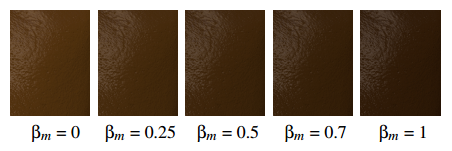 βm = 0 βm = 0.25 βm = 0.5 βm = 0.7 βm = 1